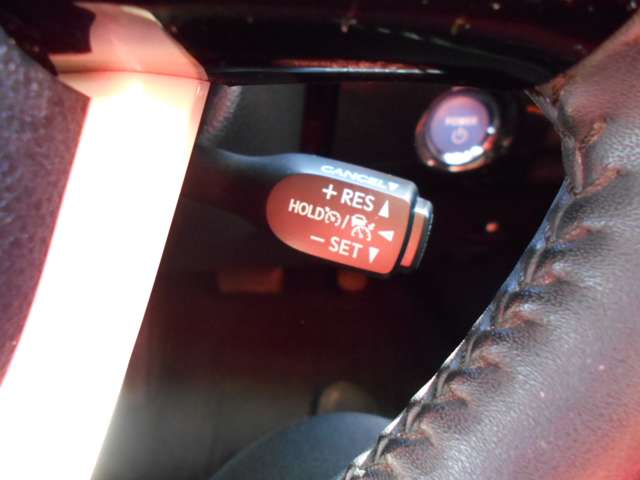 CANCEL
+ RES
HOLD /
− SET
POWER